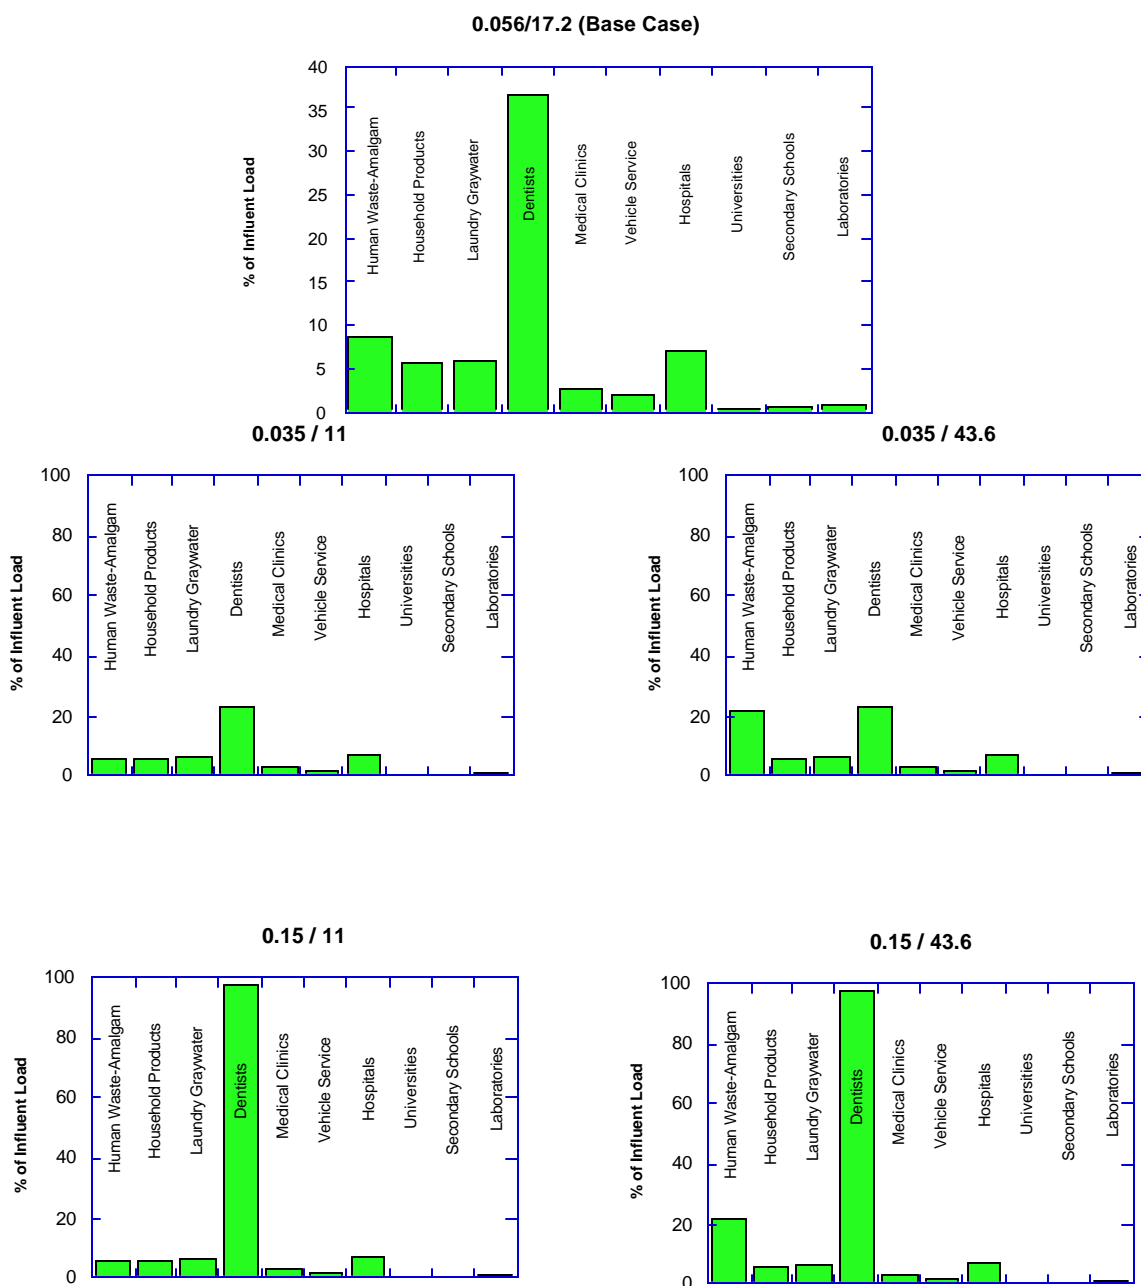 0.056/17.2 (Base Case)
40
35
30
25
20
15
10
5
0
% of Influent Load
Human Waste-Amalgam
Household Products
Laundry Graywater
Dentists
Medical Clinics
Vehicle Service
Hospitals
Universities
Secondary Schools
Laboratories
0.035 / 11
100
80
60
40
20
0
% of Influent Load
Human Waste-Amalgam
Household Products
Laundry Graywater
Dentists
Medical Clinics
Vehicle Service
Hospitals
Universities
Secondary Schools
Laboratories
0.035 / 43.6
100
80
60
40
20
0
% of Influent Load
Human Waste-Amalgam
Household Products
Laundry Graywater
Dentists
Medical Clinics
Vehicle Service
Hospitals
Universities
Secondary Schools
Laboratories
0.15 / 11
100
80
60
40
20
0
% of Influent Load
Human Waste-Amalgam
Household Products
Laundry Graywater
Dentists
Medical Clinics
Vehicle Service
Hospitals
Universities
Secondary Schools
Laboratories
0.15 / 43.6
100
80
60
40
20
0
% of Influent Load
Human Waste-Amalgam
Household Products
Laundry Graywater
Dentists
Medical Clinics
Vehicle Service
Hospitals
Universities
Secondary Schools
Laboratories